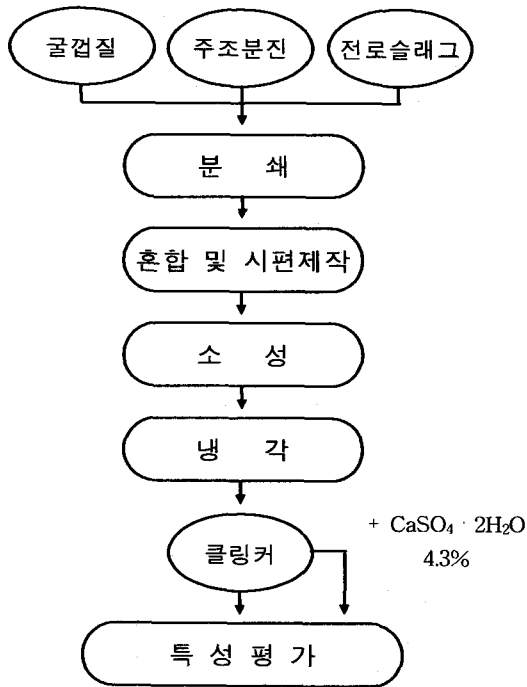 굴껍질 주조분진 전로슬래그
분 쇄
혼합 및 시편제작
소 성
냉 각
+ CaSO₄ · 2H₂O
클링커
4.3%
특 성 평 가